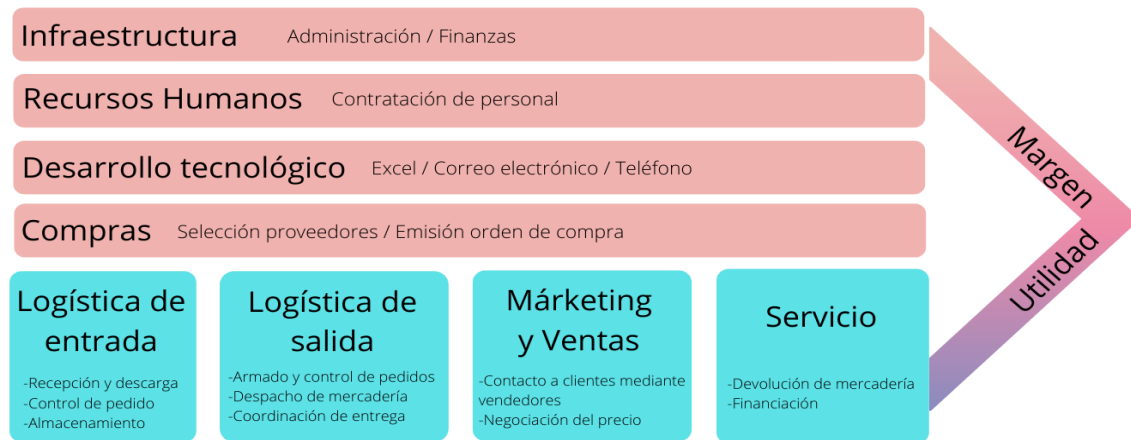 Infraestructura Administración / Finanzas
Recursos Humanos Contratación de personal
Desarrollo tecnológico Excel / Correo electrónico / Teléfono
Compras Selección proveedores / Emisión orden de compra
Margen
Utilidad
Logística de
entrada
-Recepción y descarga
-Control de pedido
-Almacenamiento
Logística de
salida
-Armado y control de pedidos
-Despacho de mercadería
-Coordinación de entrega
Márketing
y Ventas
-Contacto a clientes mediante
vendedores
-Negociación del precio
Servicio
-Devolución de mercadería
-Financiación